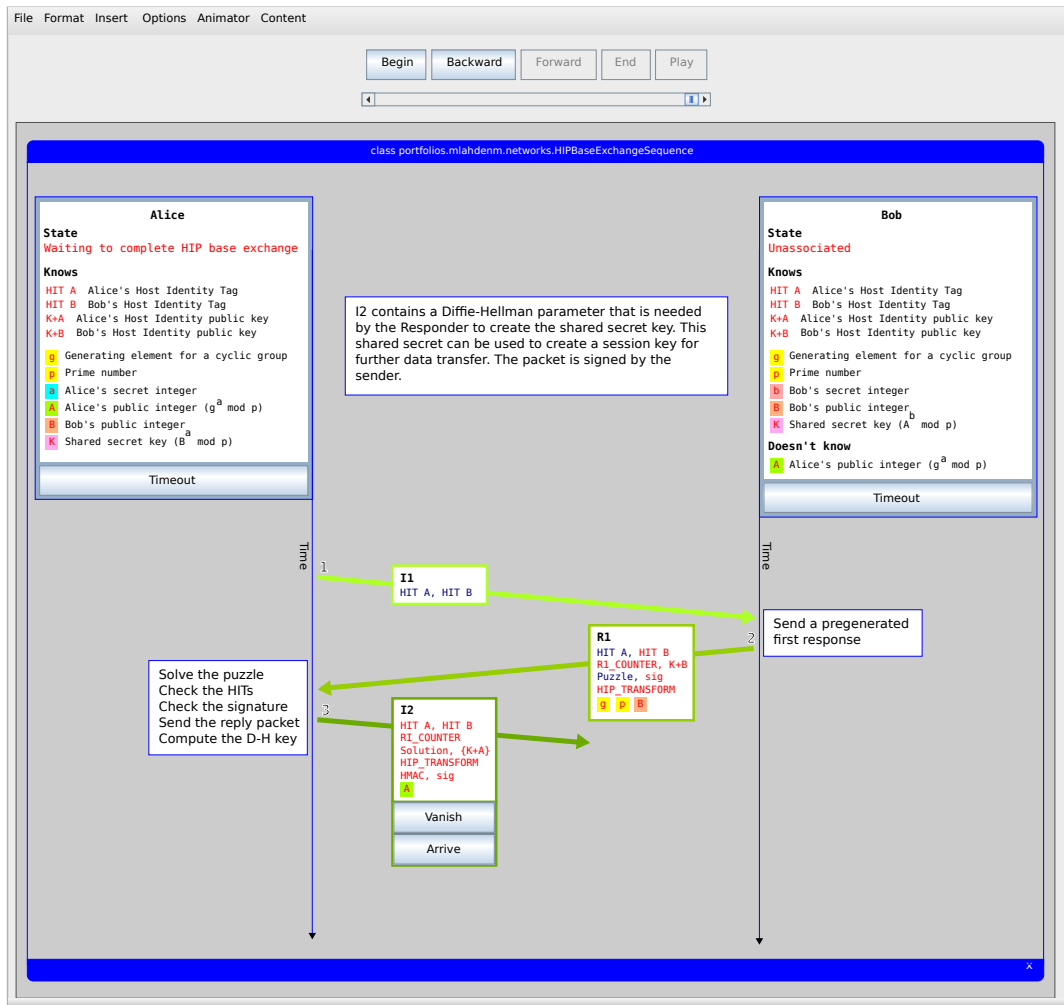 File Format Insert Options Animator Content
Begin Backward Forward End Play
class portfolios.mlahdenm.networks.HIPBaseExchangeSequence
Alice
State
Waiting to complete HIP base exchange
Knows
HIT A Alice's Host Identity Tag
HIT B Bob's Host Identity Tag
K+A Alice's Host Identity public key
K+B Bob's Host Identity public key
g Generating element for a cyclic group
p Prime number
a Alice's secret integer
A Alice's public integer (g^a mod p)
B Bob's public integer
K Shared secret key (B^a mod p)
Timeout
I2 contains a Diffie-Hellman parameter that is needed
by the Responder to create the shared secret key. This
shared secret can be used to create a session key for
further data transfer. The packet is signed by the
sender.
Bob
State
Unassociated
Knows
HIT A Alice's Host Identity Tag
HIT B Bob's Host Identity Tag
K+A Alice's Host Identity public key
K+B Bob's Host Identity public key
g Generating element for a cyclic group
p Prime number
b Bob's secret integer
B Bob's public integer
K Shared secret key (A^b mod p)
Doesn't know
A Alice's public integer (g^a mod p)
Timeout
Time
Time
1
I1
HIT A, HIT B
Send a pregenerated
first response
2
R1
HIT A, HIT B
R1_COUNTER, K+B
Puzzle, sig
HIP_TRANSFORM
g p B
Solve the puzzle
Check the HITs
Check the signature
Send the reply packet
Compute the D-H key
3
I2
HIT A, HIT B
RI_COUNTER
Solution, {K+A}
HIP_TRANSFORM
HMAC, sig
A
Vanish
Arrive